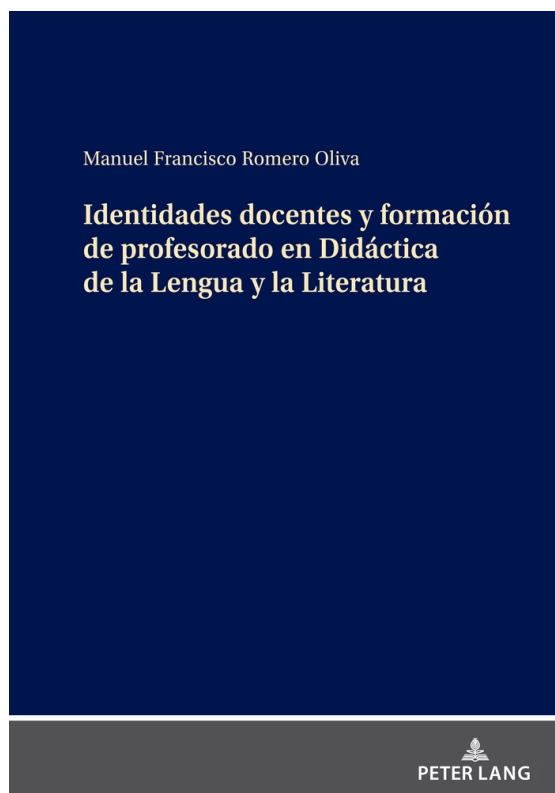 Manuel Francisco Romero Oliva
Identidades docentes y formación
de profesorado en Didáctica
de la Lengua y la Literatura
PETER LANG